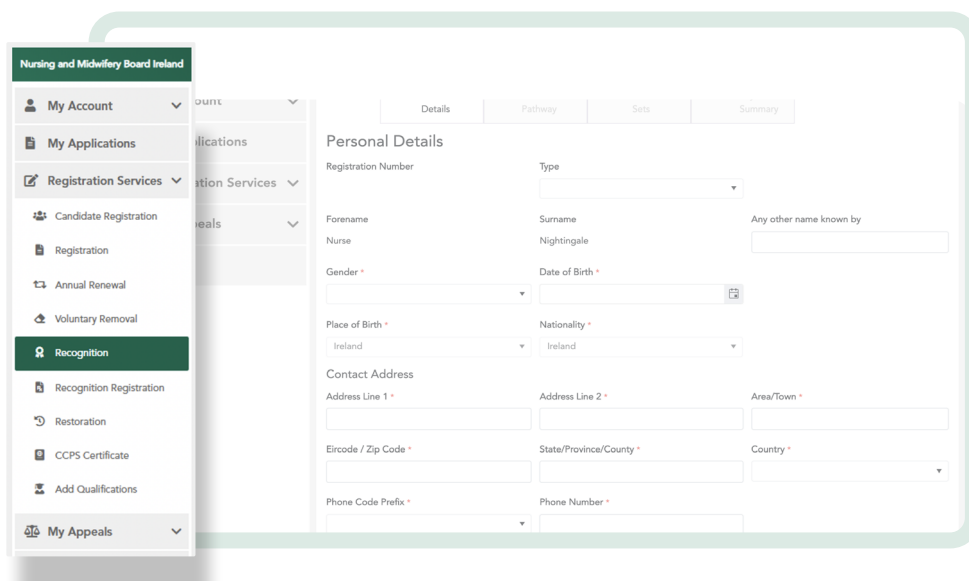 Nursing and Midwifery Board Ireland
My Account
My Applications
Registration Services
Candidate Registration
Registration
Annual Renewal
Voluntary Removal
Recognition
Recognition Registration
Restoration
CCPS Certificate
Add Qualifications
My Appeals
ount
lications
ation Services
eals
Details Pathway Sets Summary
Personal Details
Registration Number Type
Forename Surname Any other name known by
Nurse Nightingale
Gender * Date of Birth *
Place of Birth * Nationality *
Ireland Ireland
Contact Address
Address Line 1 * Address Line 2 * Area/Town *
Eircode / Zip Code * State/Province/County * Country *
Phone Code Prefix * Phone Number *